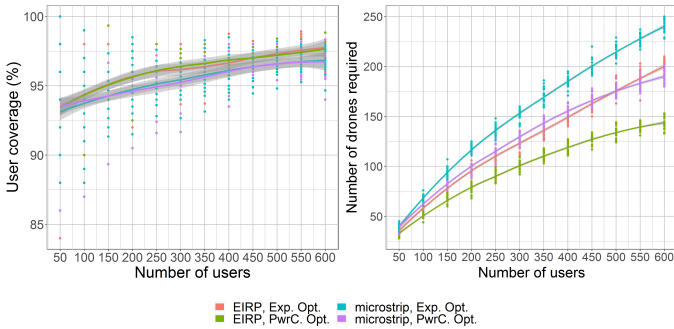 100
95
90
85
User coverage (%)
50 100 150 200 250 300 350 400 450 500 550 600
Number of users
250
200
150
100
50
Number of drones required
50 100 150 200 250 300 350 400 450 500 550 600
Number of users
EIRP, Exp. Opt.
microstrip, Exp. Opt.
EIRP, PwrC. Opt.
microstrip, PwrC. Opt.